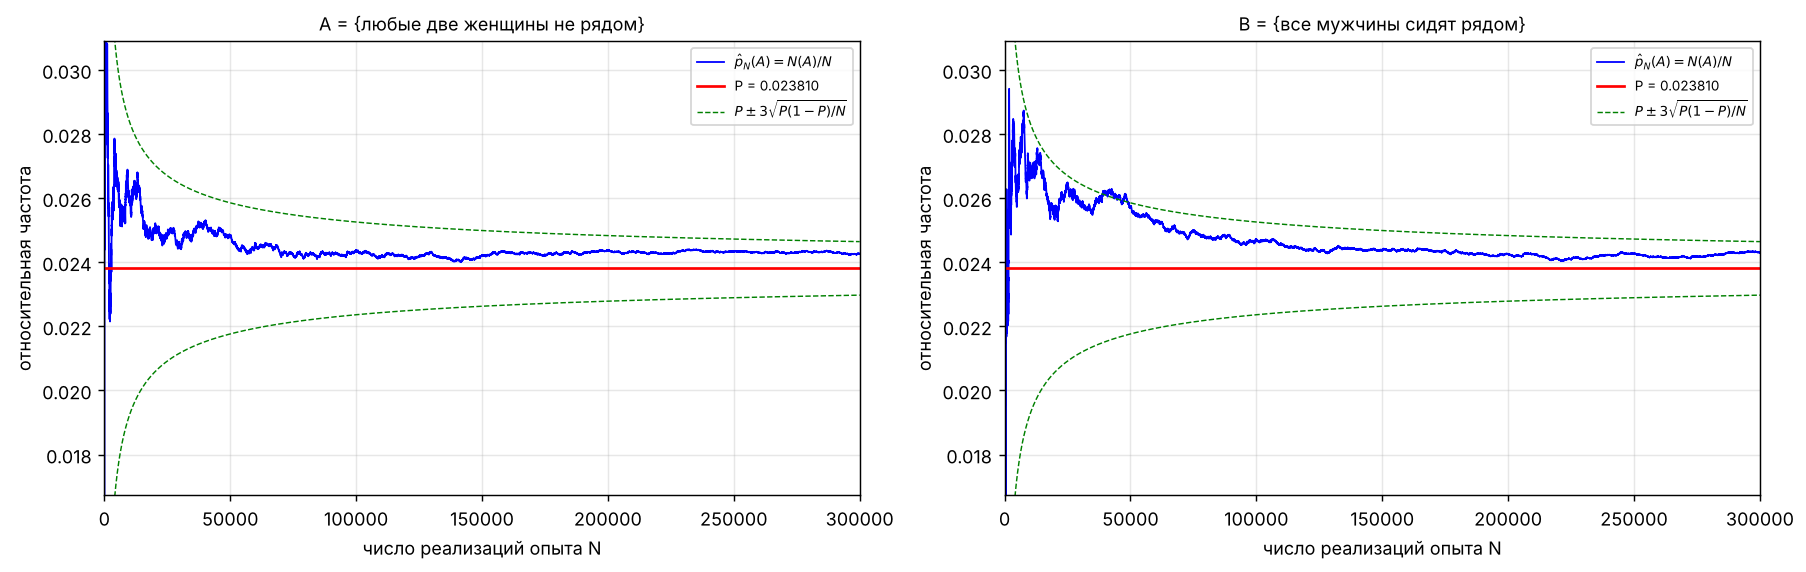 A = {любые две женщины не рядом}
относительная частота
0.030
0.028
0.026
0.024
0.022
0.020
0.018
p̂_N(A) = N(A)/N
P = 0.023810
P ± 3√P(1 − P)/N
0 50000 100000 150000 200000 250000 300000
число реализаций опыта N
B = {все мужчины сидят рядом}
относительная частота
0.030
0.028
0.026
0.024
0.022
0.020
0.018
p̂_N(A) = N(A)/N
P = 0.023810
P ± 3√P(1 − P)/N
0 50000 100000 150000 200000 250000 300000
число реализаций опыта N